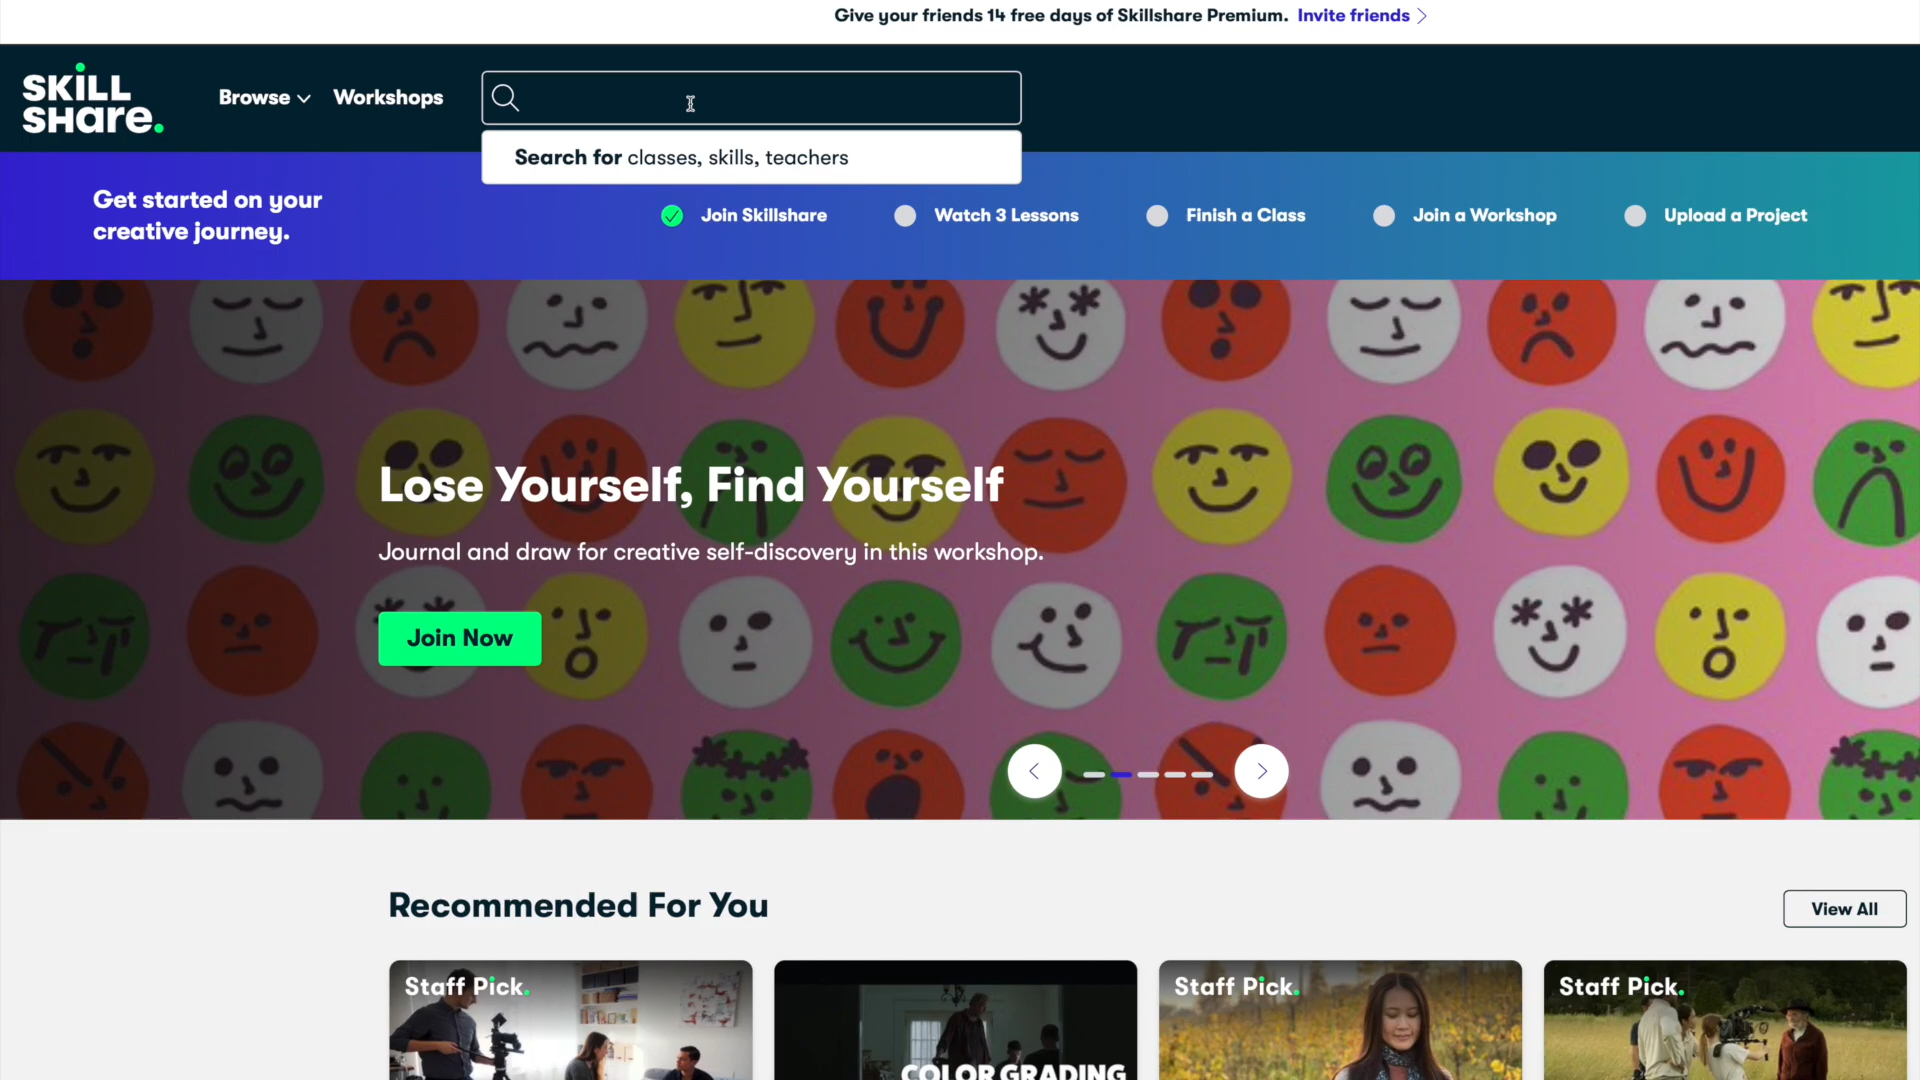 Give your friends 14 free days of Skillshare Premium. Invite friends
SKILL
SHare.
Browse
Workshops
Search for classes, skills, teachers
Get started on your
creative journey.
Join Skillshare
Watch 3 Lessons
Finish a Class
Join a Workshop
Upload a Project
Lose Yourself, Find Yourself
Journal and draw for creative self-discovery in this workshop.
Join Now
Recommended For You
View All
Staff Pick.
COLOR GRADING
Staff Pick.
Staff Pick.